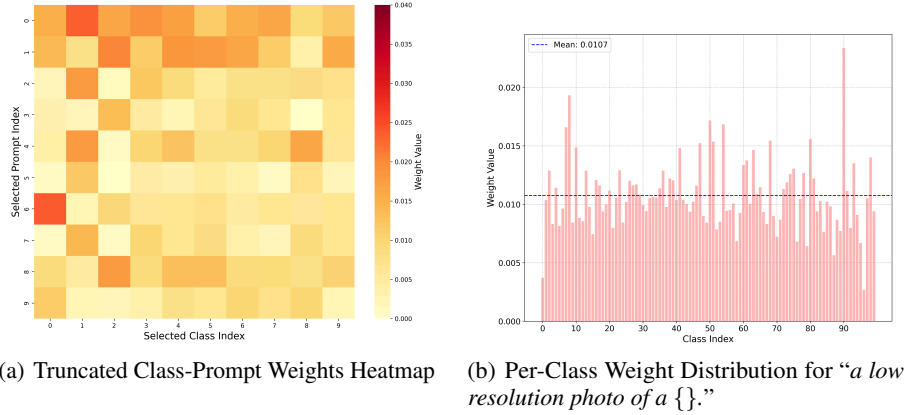 0
1
2
3
4
5
6
7
8
9
Selected Prompt Index
0 1 2 3 4 5 6 7 8 9
Selected Class Index
0.040
0.035
0.030
0.025
0.020
0.015
0.010
0.005
0.000
Weight Value
Mean: 0.0107
0.020
0.015
0.010
0.005
0.000
Weight Value
0 10 20 30 40 50 60 70 80 90
Class Index
(a) Truncated Class-Prompt Weights Heatmap
(b) Per-Class Weight Distribution for “a low
resolution photo of a {}.”